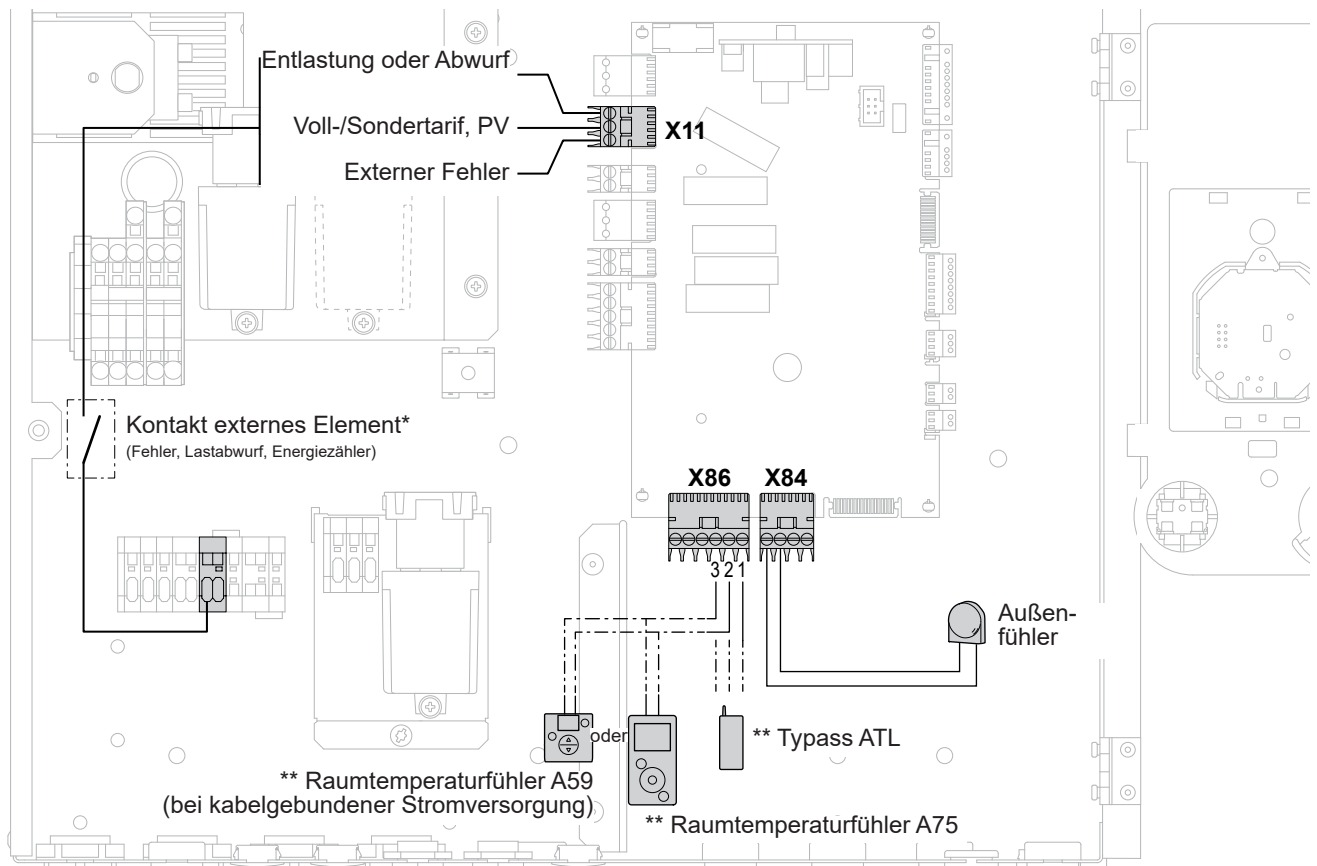 Entlastung oder Abwurf
Voll-/Sondertarif, PV
X11
Externer Fehler
Kontakt externes Element*
(Fehler, Lastabwurf, Energiezähler)
X86
X84
3 2 1
Außen-
fühler
oder
** Typass ATL
** Raumtemperaturfühler A59
(bei kabelgebundener Stromversorgung)
** Raumtemperaturfühler A75